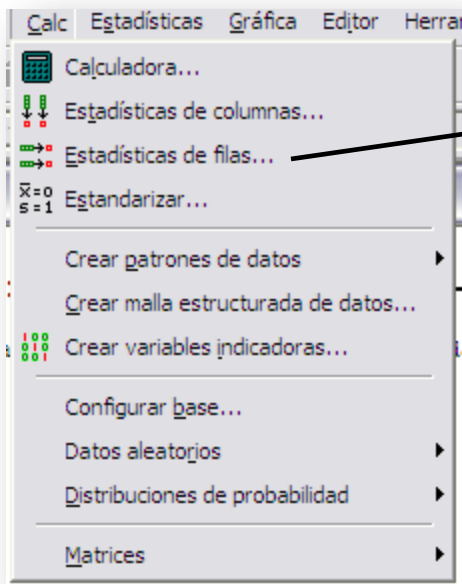 Calc Estadísticas Gráfica Editor
Calculadora...
Estadísticas de columnas...
Estadísticas de filas...
x̄=0
s=1 Estandarizar...
Crear patrones de datos
Crear malla estructurada de datos...
Crear variables indicadoras...
Configurar base...
Datos aleatorios
Distribuciones de probabilidad
Matrices